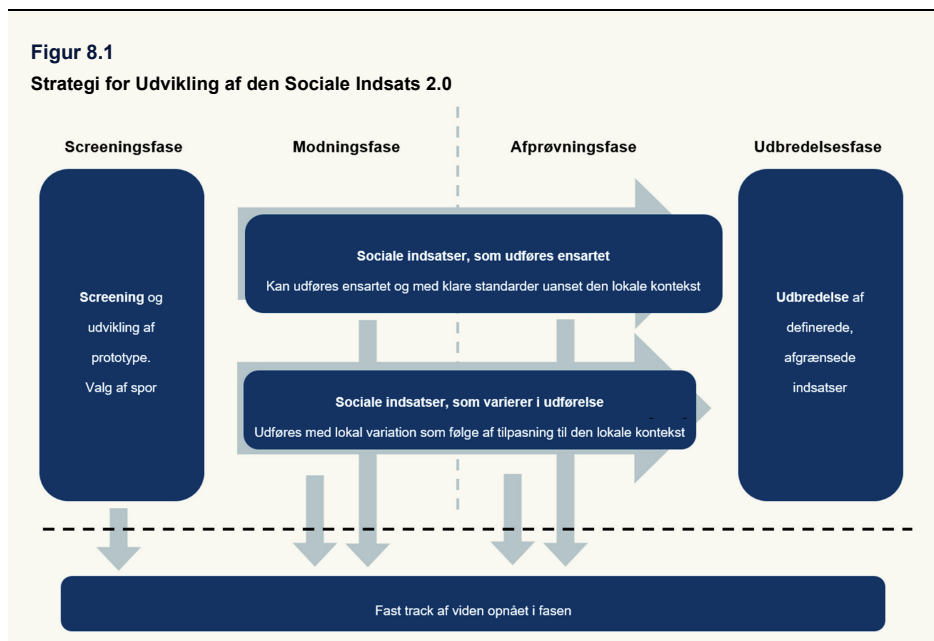 Figur 8.1
Strategi for Udvikling af den Sociale Indsats 2.0
Screeningsfase
Modningsfase
Afprøvningsfase
Udbredelsesfase
Screening og
udvikling af
prototype.
Valg af spor
Sociale indsatser, som udføres ensartet
Kan udføres ensartet og med klare standarder uanset den lokale kontekst
Sociale indsatser, som varierer i udførelse
Udføres med lokal variation som følge af tilpasning til den lokale kontekst
Udbredelse af
definerede,
afgrænsede
indsatser
Fast track af viden opnået i fasen